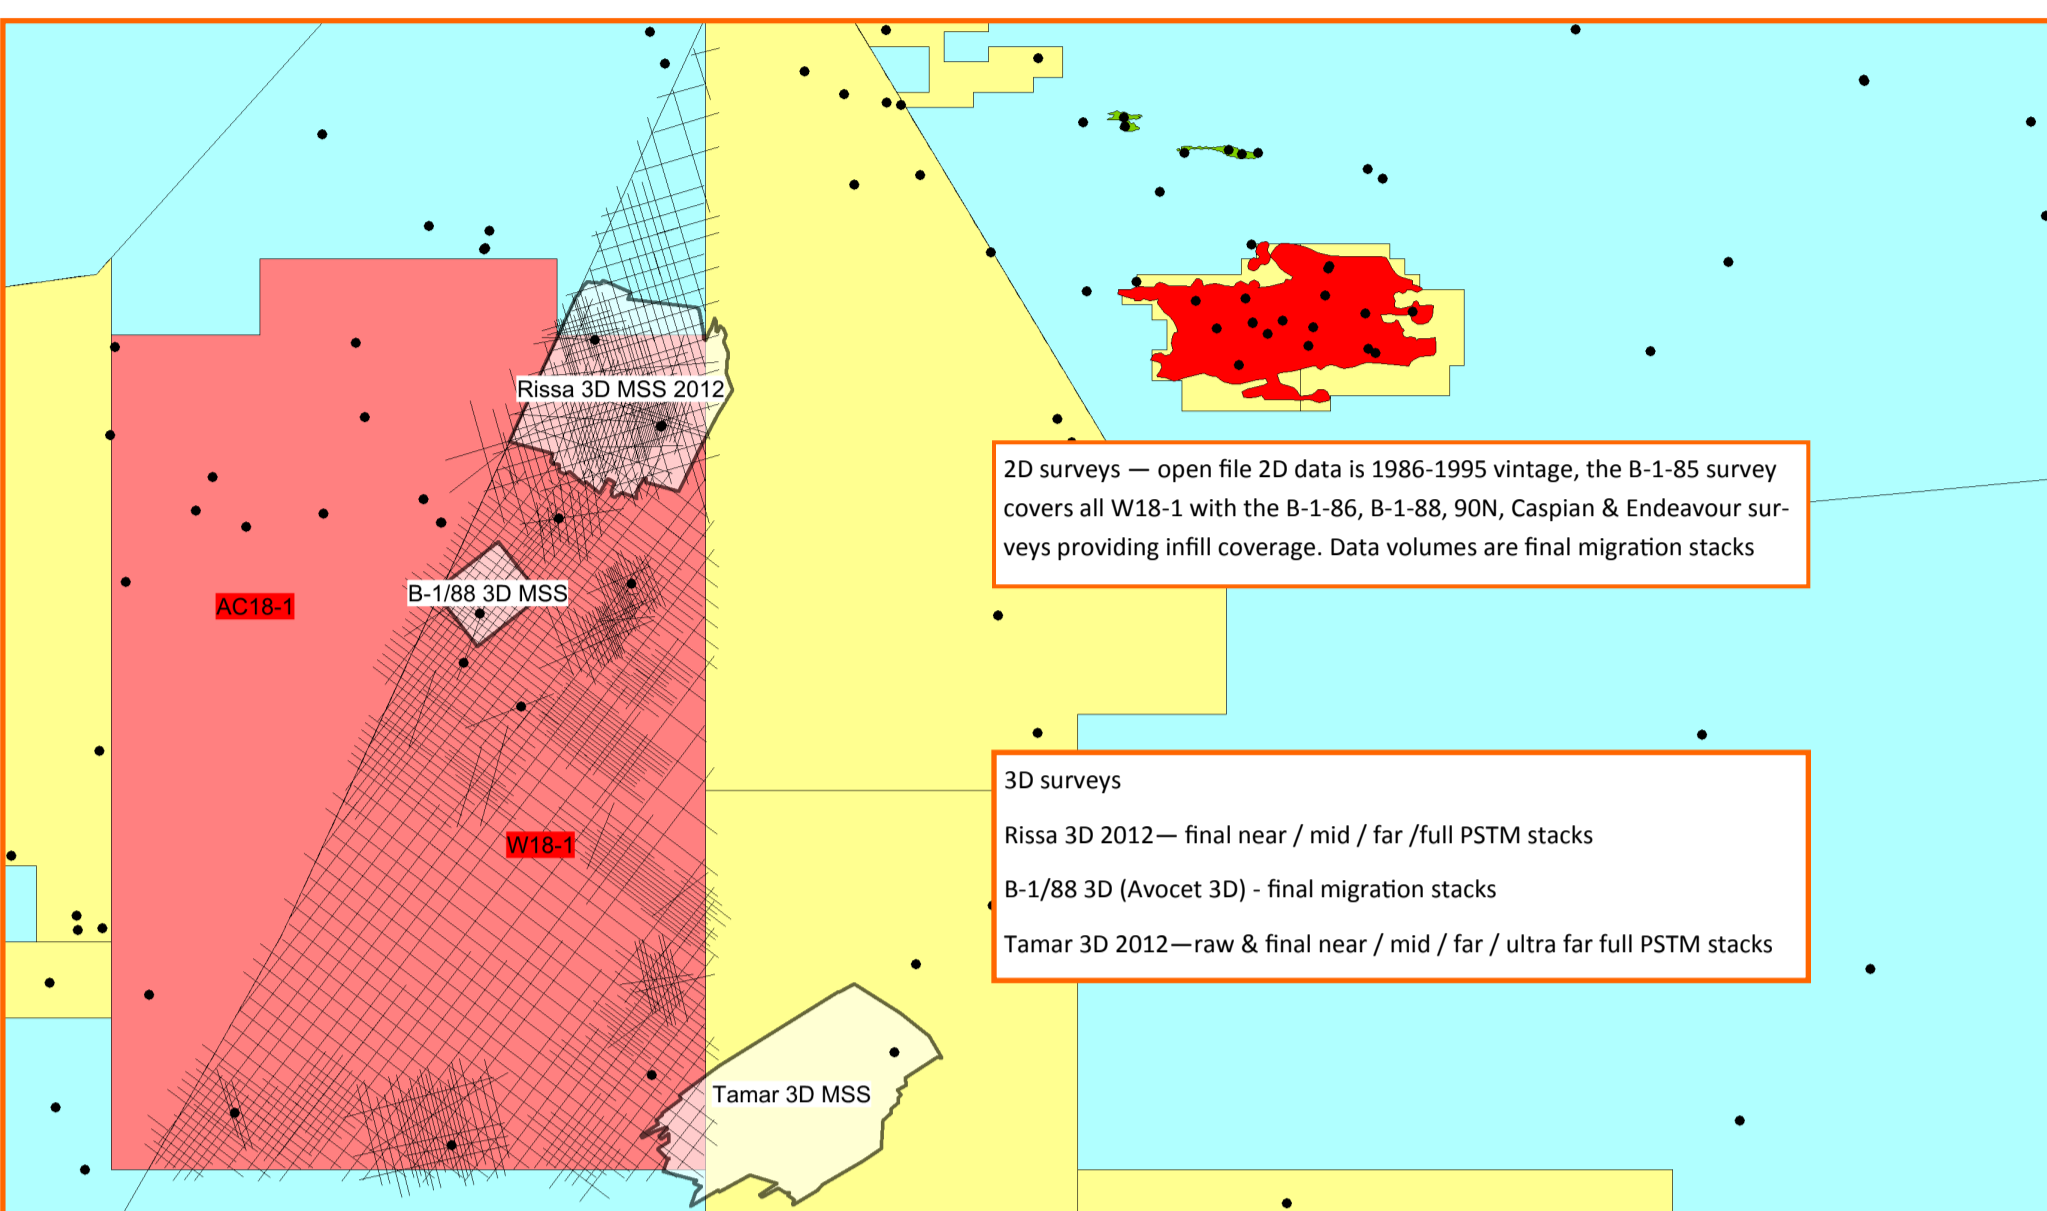 Rissa 3D MSS 2012
2D surveys — open file 2D data is 1986-1995 vintage, the B-1-85 survey
covers all W18-1 with the B-1-86, B-1-88, 90N, Caspian & Endeavour sur-
veys providing infill coverage. Data volumes are final migration stacks
B-1/88 3D MSS
AC18-1
W18-1
3D surveys
Rissa 3D 2012— final near / mid / far /full PSTM stacks
B-1/88 3D (Avocet 3D) - final migration stacks
Tamar 3D 2012—raw & final near / mid / far / ultra far full PSTM stacks
Tamar 3D MSS